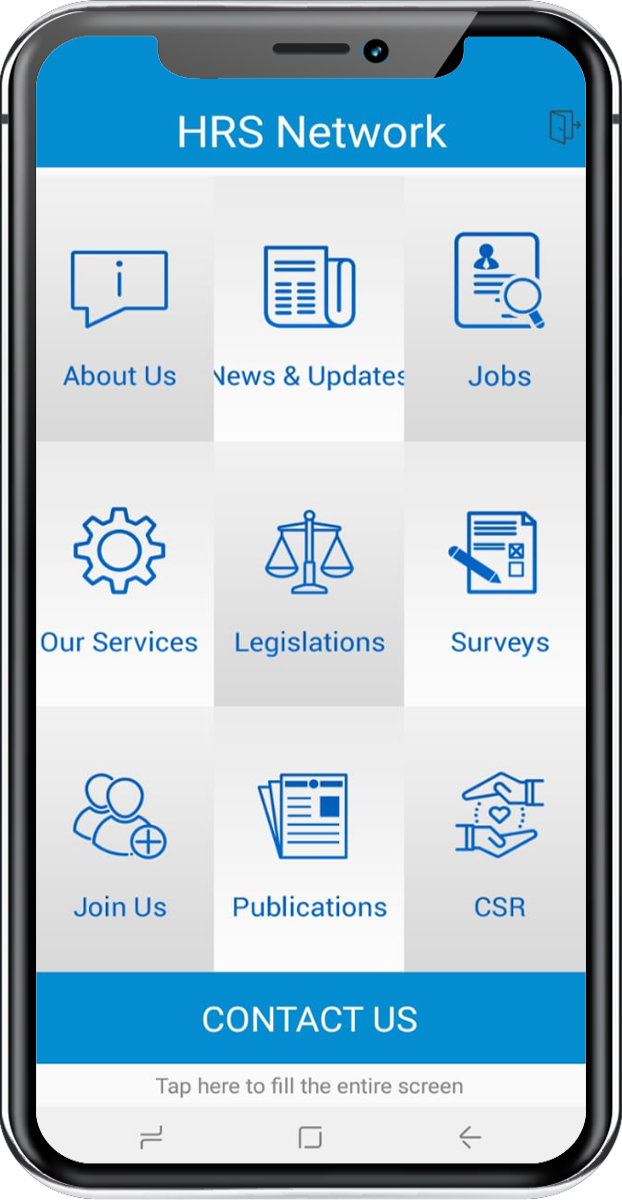 HRS Network
About Us
News & Updates
Jobs
Our Services
Legislations
Surveys
Join Us
Publications
CSR
CONTACT US
Tap here to fill the entire screen